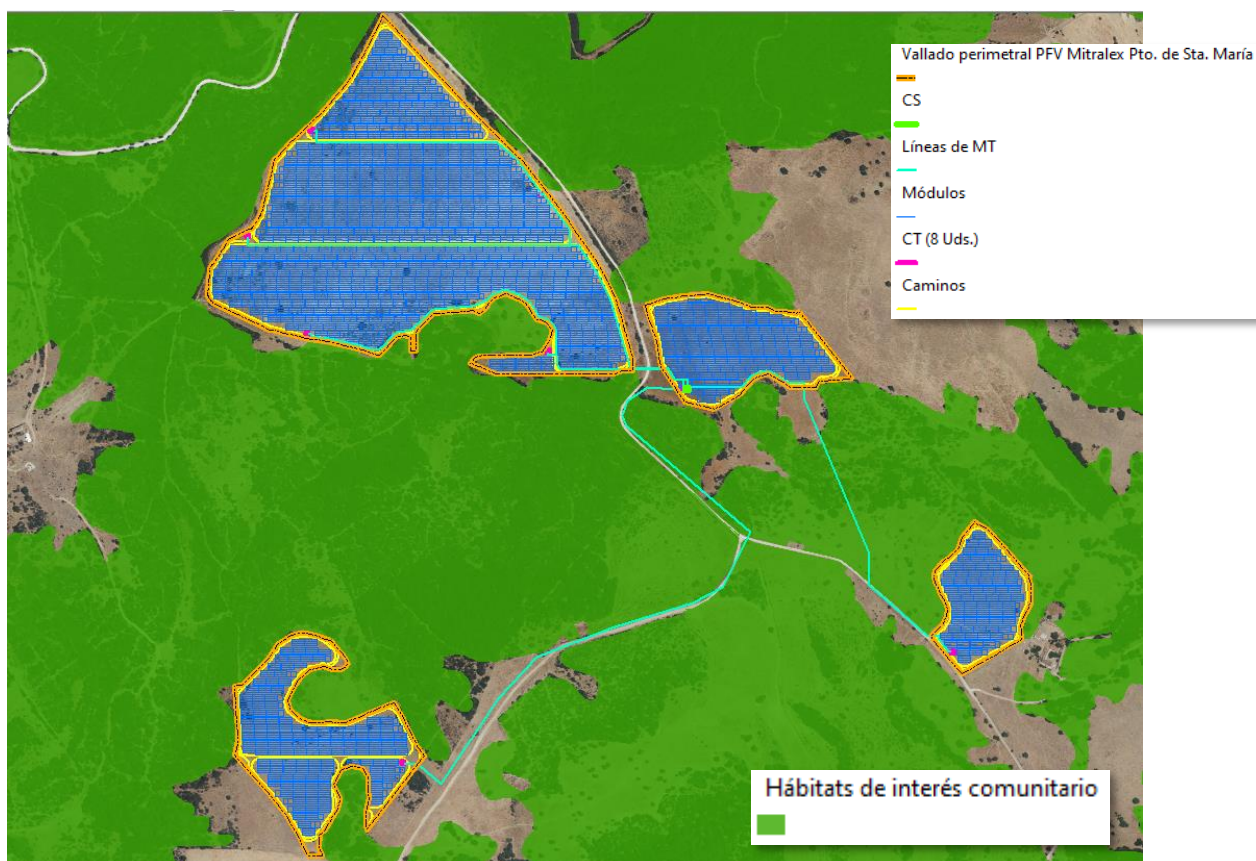 Vallado perimetral PFV Mitralex Pto. de Sta. María
CS
Líneas de MT
Módulos
CT (8 Uds.)
Caminos
Hábitats de interés comunitario